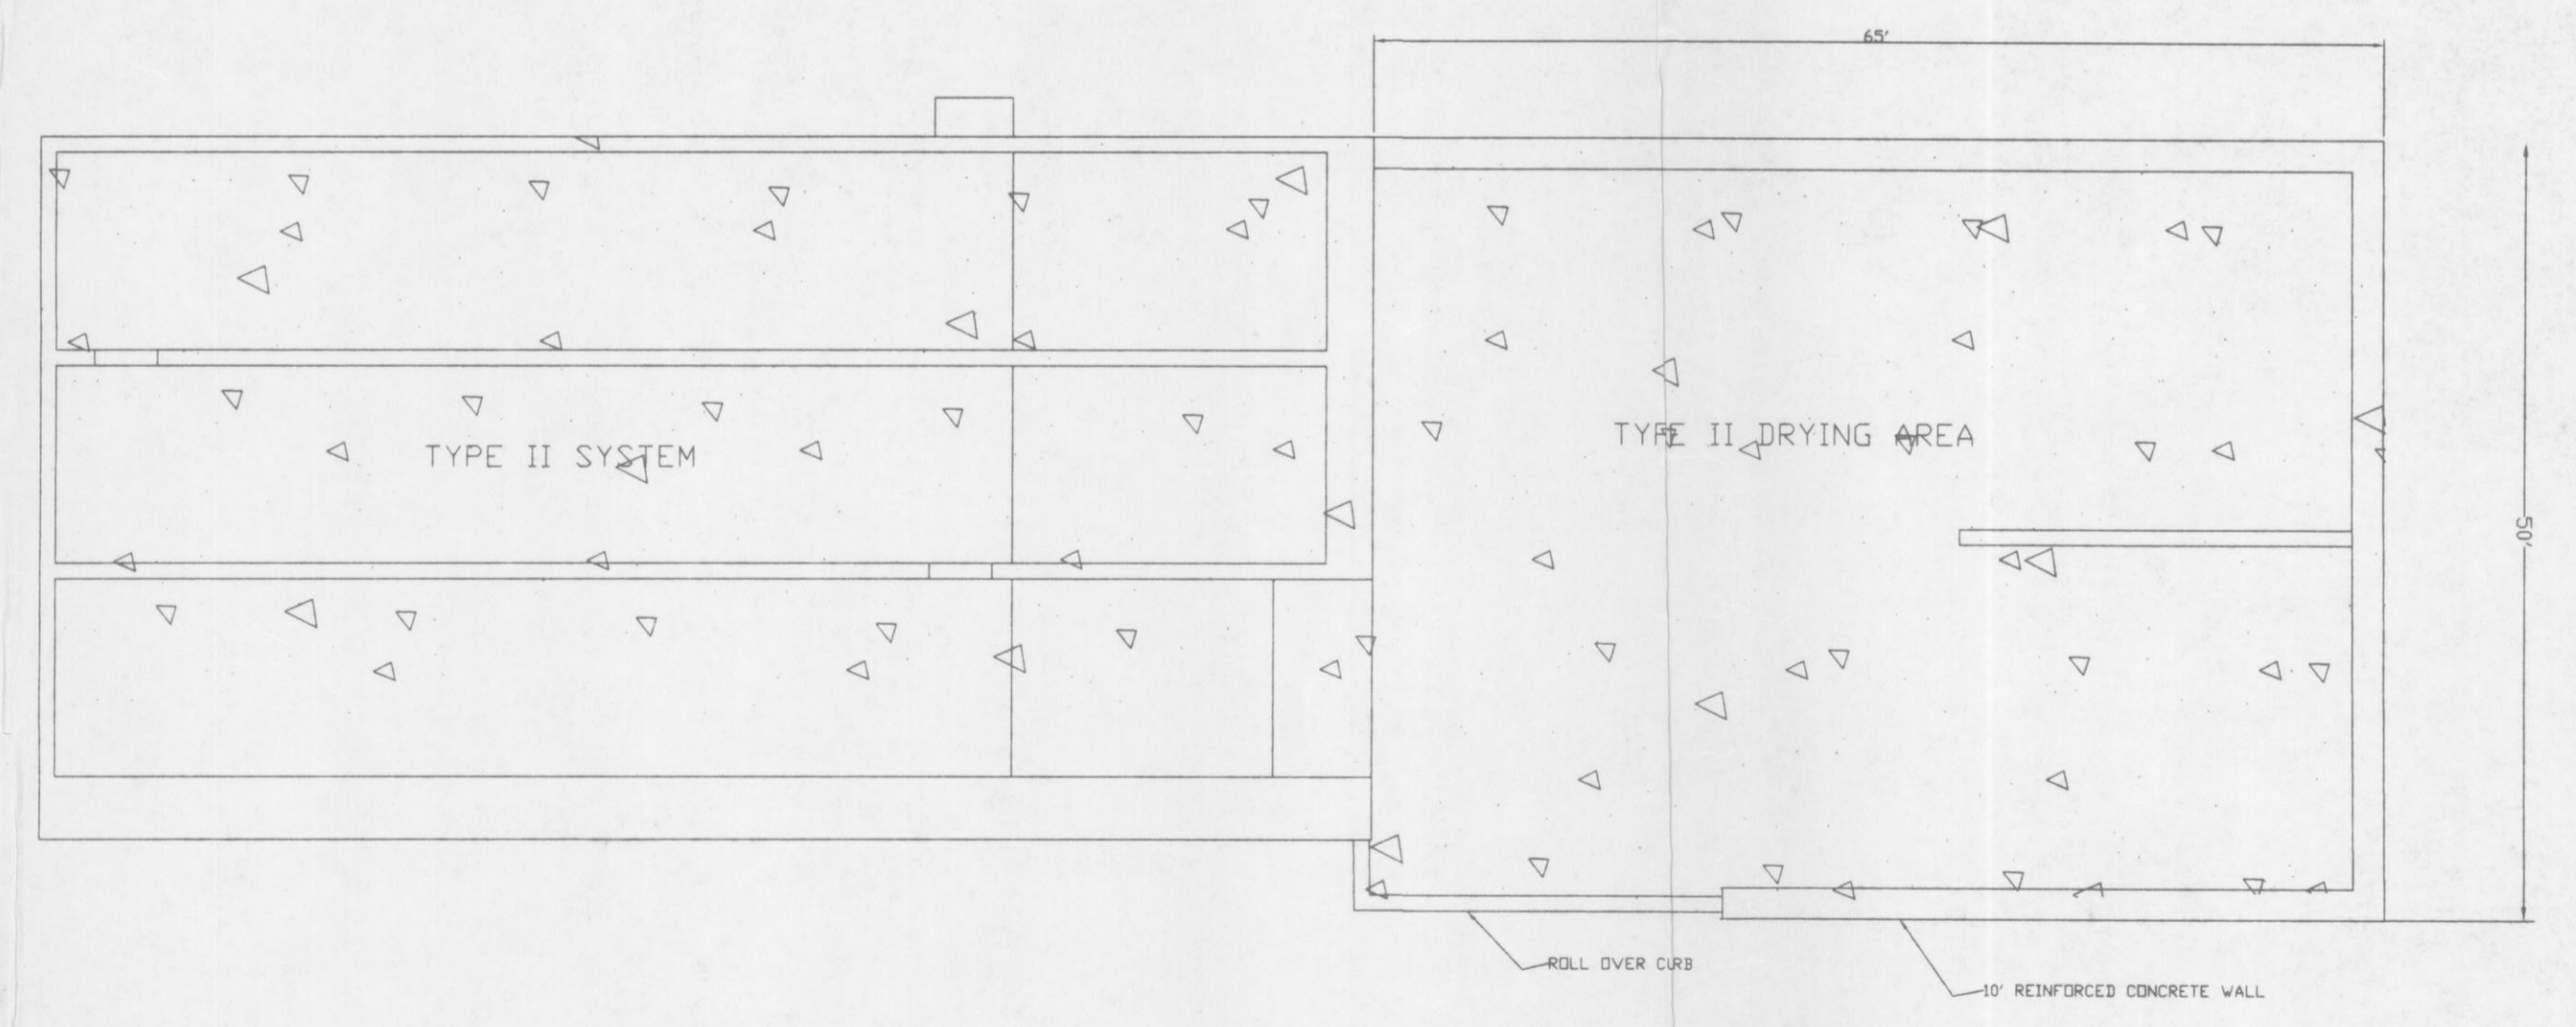 65'
TYPE II SYSTEM
TYPE II DRYING AREA
50'
ROLL OVER CURB
10' REINFORCED CONCRETE WALL